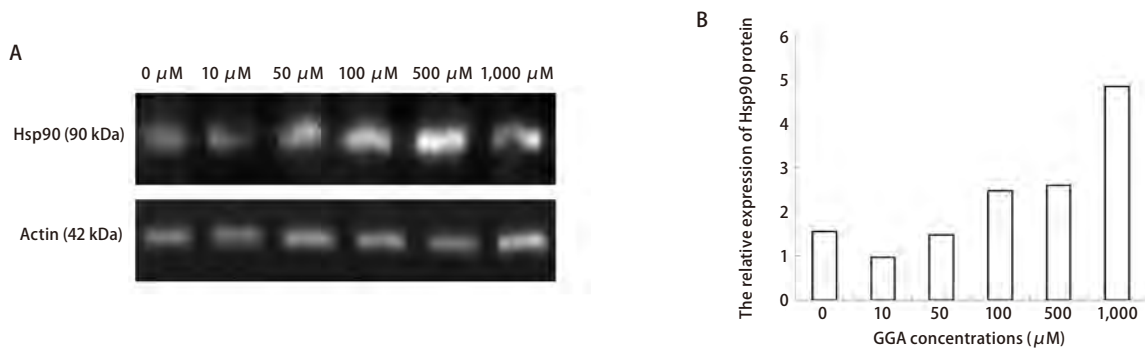 A
0 μM 10 μM 50 μM 100 μM 500 μM 1,000 μM
Hsp90 (90 kDa)
Actin (42 kDa)
B
The relative expression of Hsp90 protein
6
5
4
3
2
1
0
0 10 50 100 500 1,000
GGA concentrations (μM)